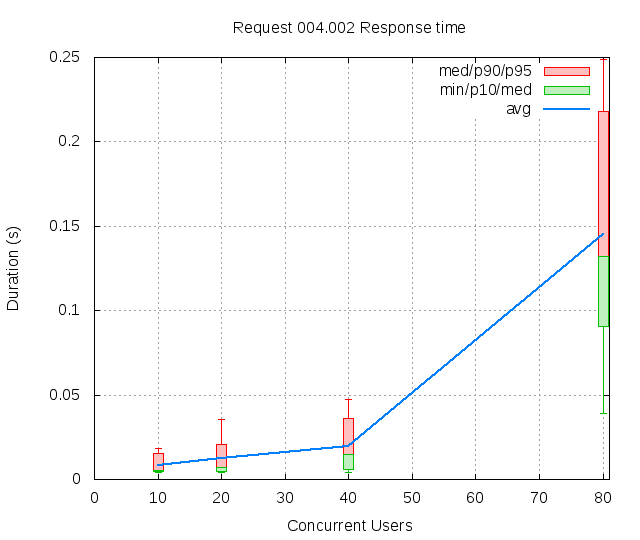 Request 004.002 Response time
0.25
0.2
0.15
0.1
0.05
0
Duration (s)
med/p90/p95
min/p10/med
avg
0 10 20 30 40 50 60 70 80
Concurrent Users